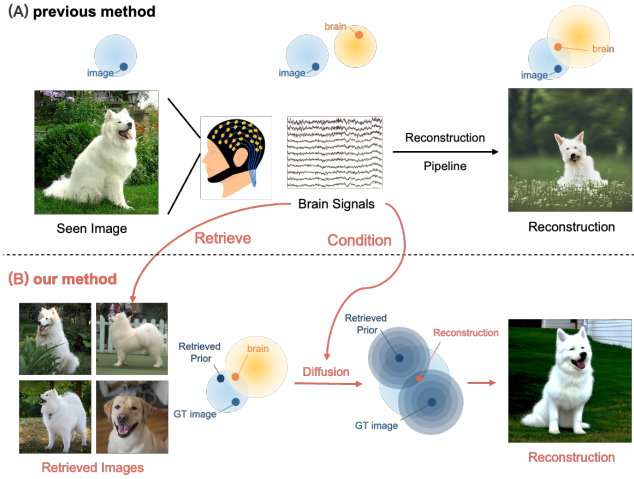 (A) previous method
image
image
brain
image
brain
Seen Image
Brain Signals
Reconstruction
Pipeline
Reconstruction
Retrieve
Condition
(B) our method
Retrieved
Prior
brain
GT image
Retrieved Images
Diffusion
Retrieved
Prior
Reconstruction
GT image
Reconstruction